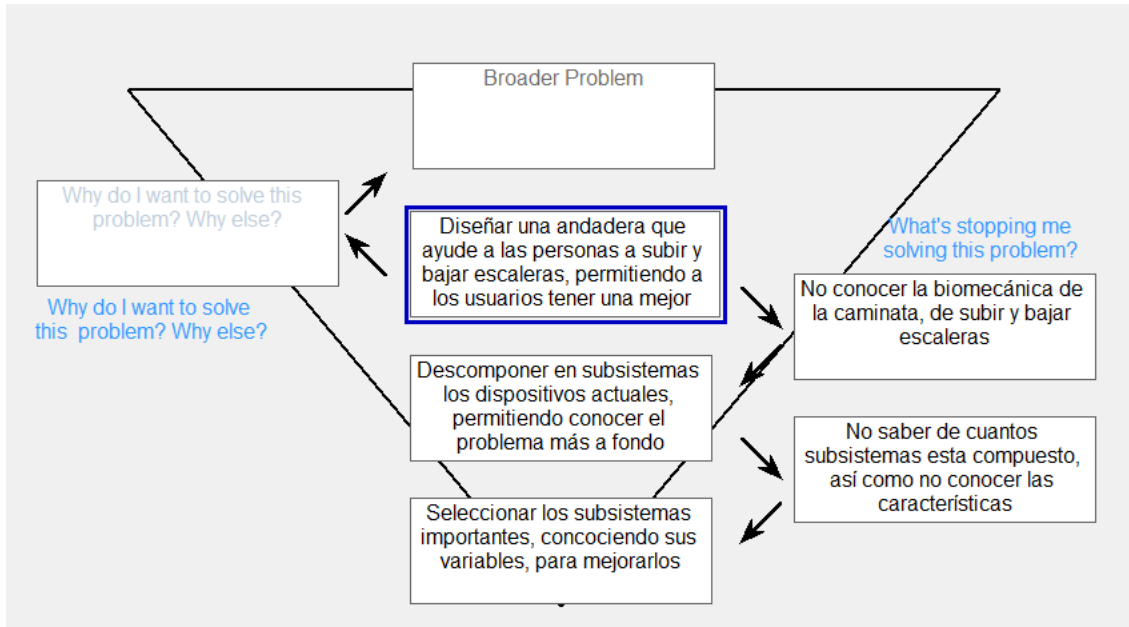 Broader Problem
Why do I want to solve this
problem? Why else?
Diseñar una andadera que
ayude a las personas a subir y
bajar escaleras, permitiendo a
los usuarios tener una mejor
What's stopping me
solving this problem?
Why do I want to solve
this problem? Why else?
No conocer la biomecánica de
la caminata, de subir y bajar
escaleras
Descomponer en subsistemas
los dispositivos actuales,
permitiendo conocer el
problema más a fondo
No saber de cuantos
subsistemas esta compuesto,
así como no conocer las
características
Seleccionar los subsistemas
importantes, concociendo sus
variables, para mejorarlos